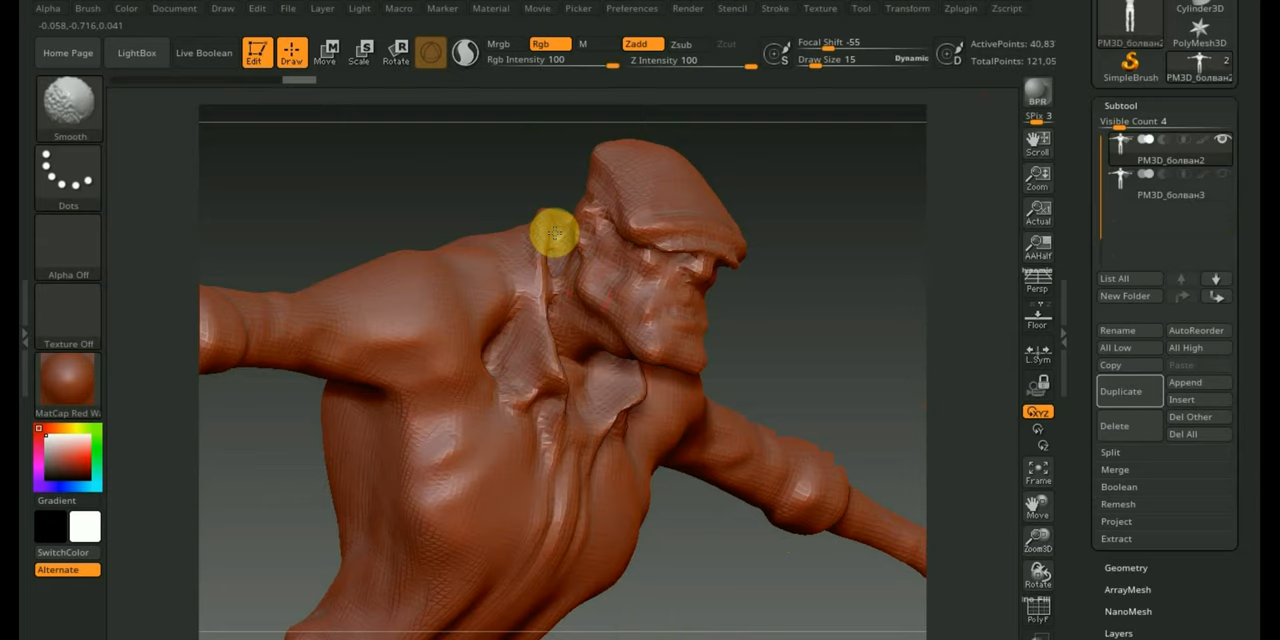 Alpha Brush Color Document Draw Edit File Layer Light Macro Marker Material Movie Picker Preferences Render Stencil Stroke Texture Tool Transform Zplugin Zscript
-0.058,-0.716,0.041
Home Page
LightBox
Live Boolean
Edit
Draw
Move
Scale
Rotate
Mrgb Rgb M
Rgb Intensity 100
Zadd Zsub Zcut
Z Intensity 100
S
Focal Shift -55
Draw Size 15 Dynamic
D
ActivePoints: 40,83
TotalPoints: 121,05
Smooth
Dots
Alpha Off
Texture Off
MatCap Red Wa
Gradient
SwitchColor
Alternate
BPR
SPix 3
Scroll
Zoom
Actual
AAHalf
Dynamic
Persp
Floor
L.Sym
XYZ
Y
Z
Frame
Move
Zoom3D
Rotate
PolyF
Cylinder3D
PM3D_болван2
PolyMesh3D
SimpleBrush
2
PM3D_болван2
Subtool
Visible Count 4
PM3D_болван2
PM3D_болван3
List All
New Folder
Rename AutoReorder
All Low All High
Copy Paste
Duplicate
Append
Insert
Delete
Del Other
Del All
Split
Merge
Boolean
Remesh
Project
Extract
Geometry
ArrayMesh
NanoMesh
Layers